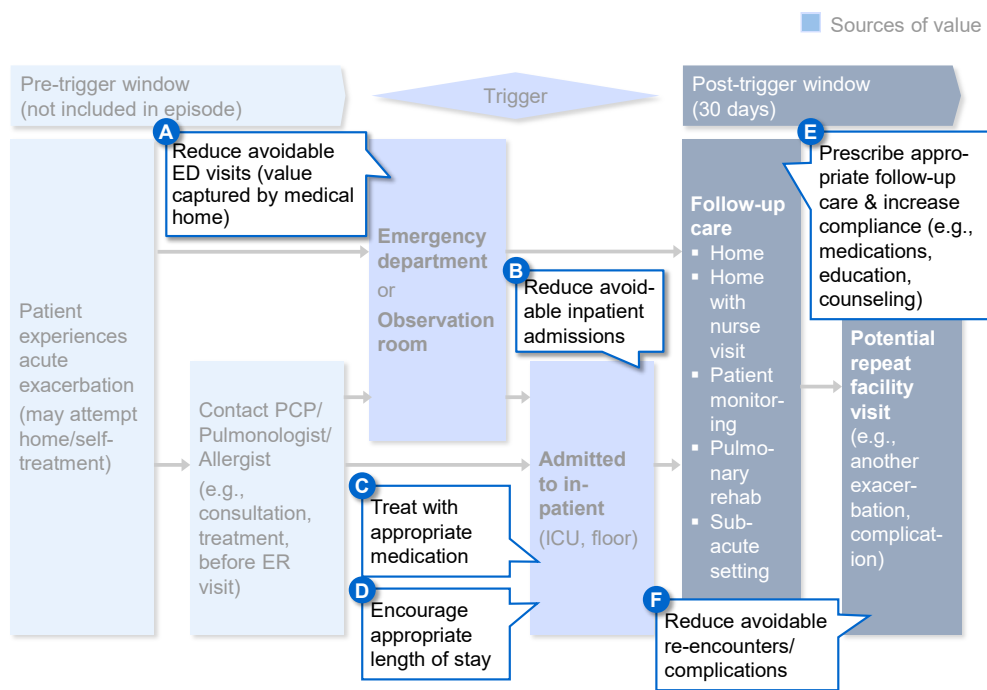 Sources of value
Pre-trigger window
(not included in episode)
Trigger
Post-trigger window
(30 days)
A
Reduce avoidable
ED visits (value
captured by medical
home)
E
Prescribe appro-
priate follow-up
care & increase
compliance (e.g.,
medications,
education,
counseling)
Patient
experiences
acute
exacerbation
(may attempt
home/self-
treatment)
Contact PCP/
Pulmonologist/
Allergist
(e.g.,
consultation,
treatment,
before ER
visit)
Emergency
department
or
Observation
room
B
Reduce avoid-
able inpatient
admissions
C
Treat with
appropriate
medication
D
Encourage
appropriate
length of stay
Admitted
to in-
patient
(ICU, floor)
Follow-up
care
▪ Home
▪ Home
with
nurse
visit
▪ Patient
monitor-
ing
▪ Pulmo-
nary
rehab
▪ Sub-
acute
setting
Potential
repeat
facility
visit
(e.g.,
another
exacer-
bation,
complicat-
ion)
F
Reduce avoidable
re-encounters/
complications